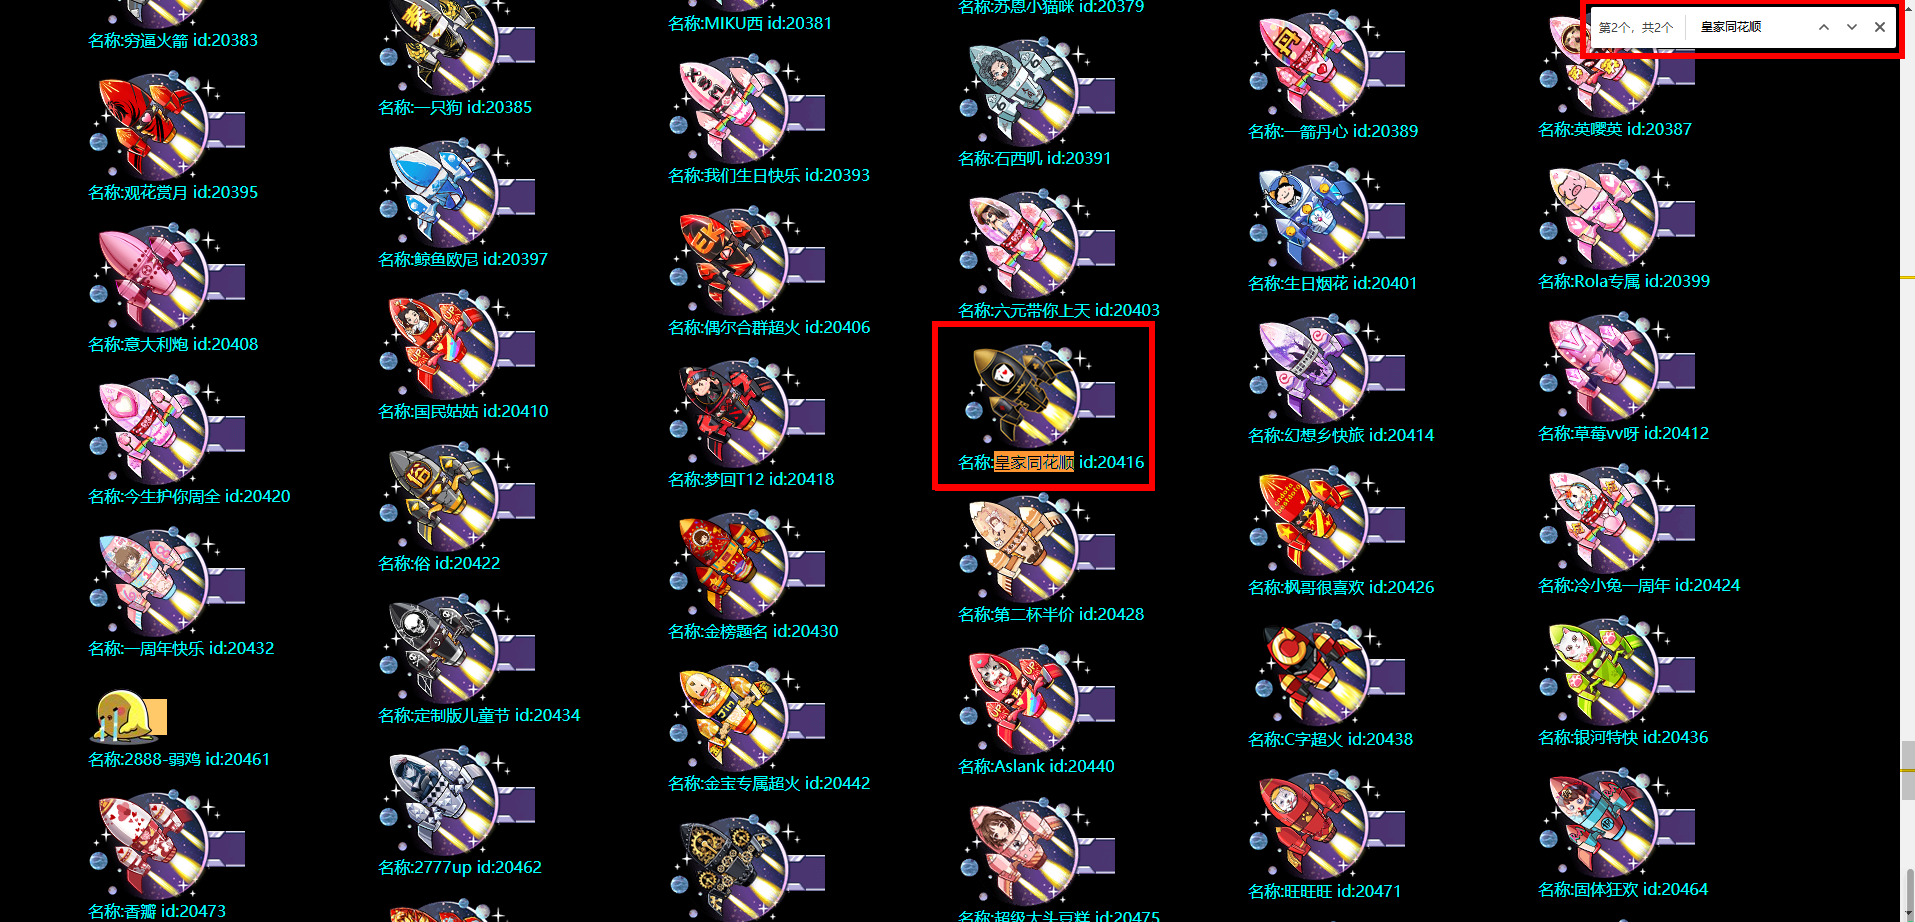 第2个，共2个 皇家同花顺
名称:穷逼火箭 id:20383
名称:一只狗 id:20385
名称:MIKU西 id:20381
名称:苏恩小猫咪 id:20379
名称:一箭丹心 id:20389
名称:英嘤英 id:20387
名称:观花赏月 id:20395
名称:鲸鱼欧尼 id:20397
名称:我们生日快乐 id:20393
名称:石西叽 id:20391
名称:生日烟花 id:20401
名称:Rola专属 id:20399
名称:意大利炮 id:20408
名称:国民姑姑 id:20410
名称:偶尔合群超火 id:20406
名称:六元带你上天 id:20403
名称:幻想乡快旅 id:20414
名称:草莓vv呀 id:20412
名称:今生护你周全 id:20420
名称:俗 id:20422
名称:梦回T12 id:20418
名称:皇家同花顺 id:20416
名称:枫哥很喜欢 id:20426
名称:冷小兔一周年 id:20424
名称:一周年快乐 id:20432
名称:定制版儿童节 id:20434
名称:金榜题名 id:20430
名称:第二杯半价 id:20428
名称:C字超火 id:20438
名称:银河特快 id:20436
名称:2888-弱鸡 id:20461
名称:2777up id:20462
名称:金宝专属超火 id:20442
名称:Aslank id:20440
名称:旺旺旺 id:20471
名称:固体狂欢 id:20464
名称:香瓣 id:20473
名称:超级大头豆糕 id:20475
秦
丹
EK
俗
UP
UP